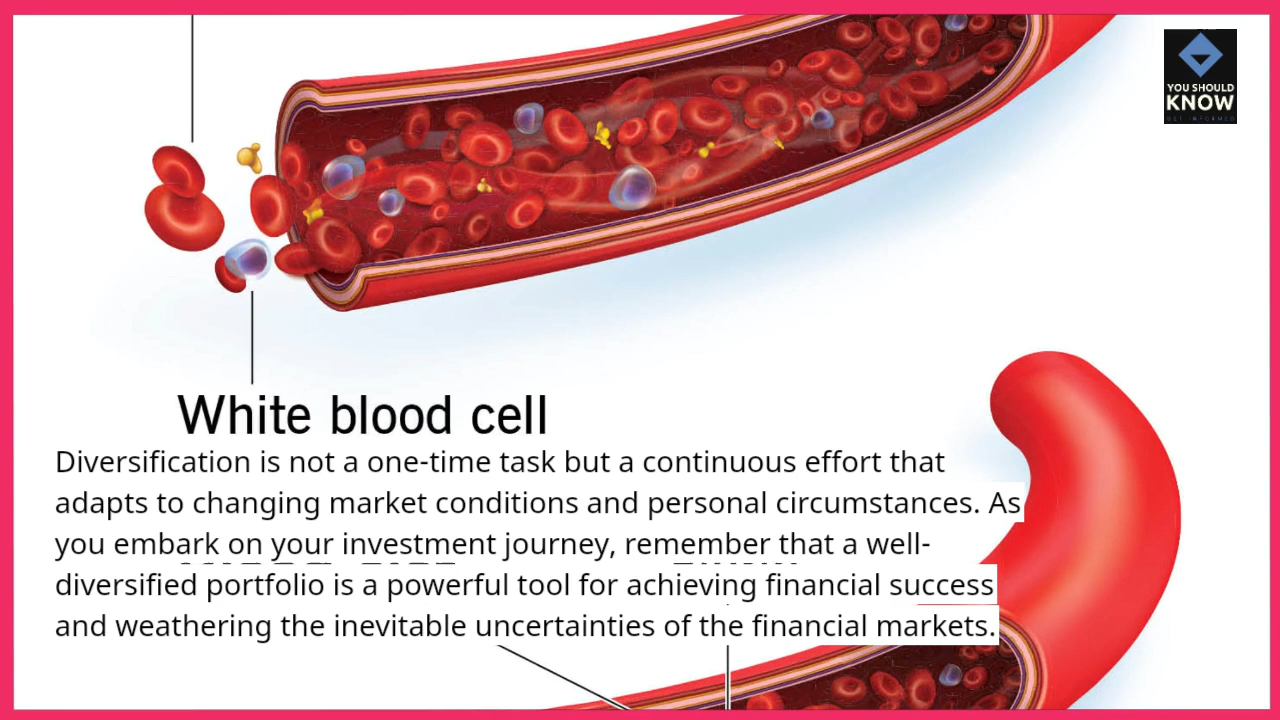 YOU SHOULD
KNOW
GET INFORMED
White blood cell
Diversification is not a one-time task but a continuous effort that
adapts to changing market conditions and personal circumstances. As
you embark on your investment journey, remember that a well-
diversified portfolio is a powerful tool for achieving financial success
and weathering the inevitable uncertainties of the financial markets.